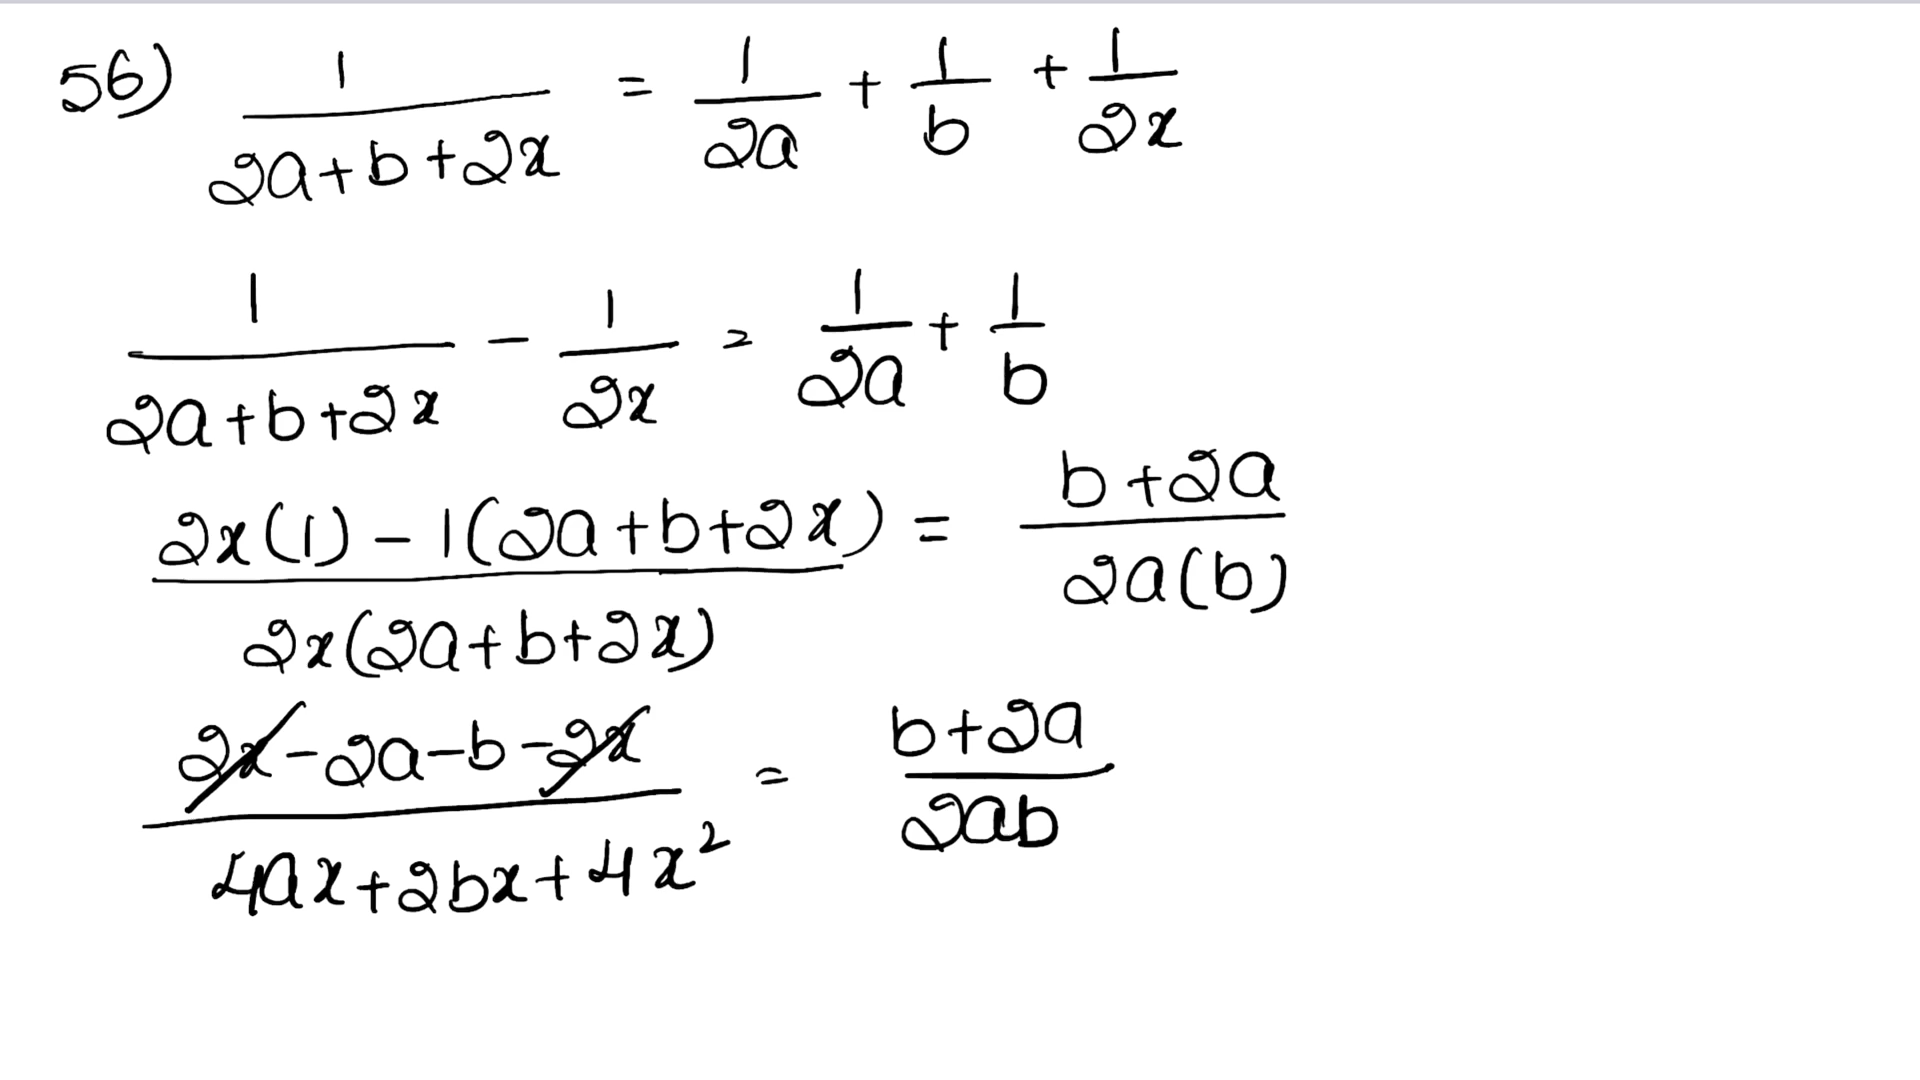 56) 1/(2a+b+2x) = 1/2a + 1/b + 1/2x
1/(2a+b+2x) - 1/2x = 1/2a + 1/b
(2x(1) - 1(2a+b+2x))/(2x(2a+b+2x)) = (b+2a)/(2a(b))
(2x-2a-b-2x)/(4ax+2bx+4x²) = (b+2a)/2ab